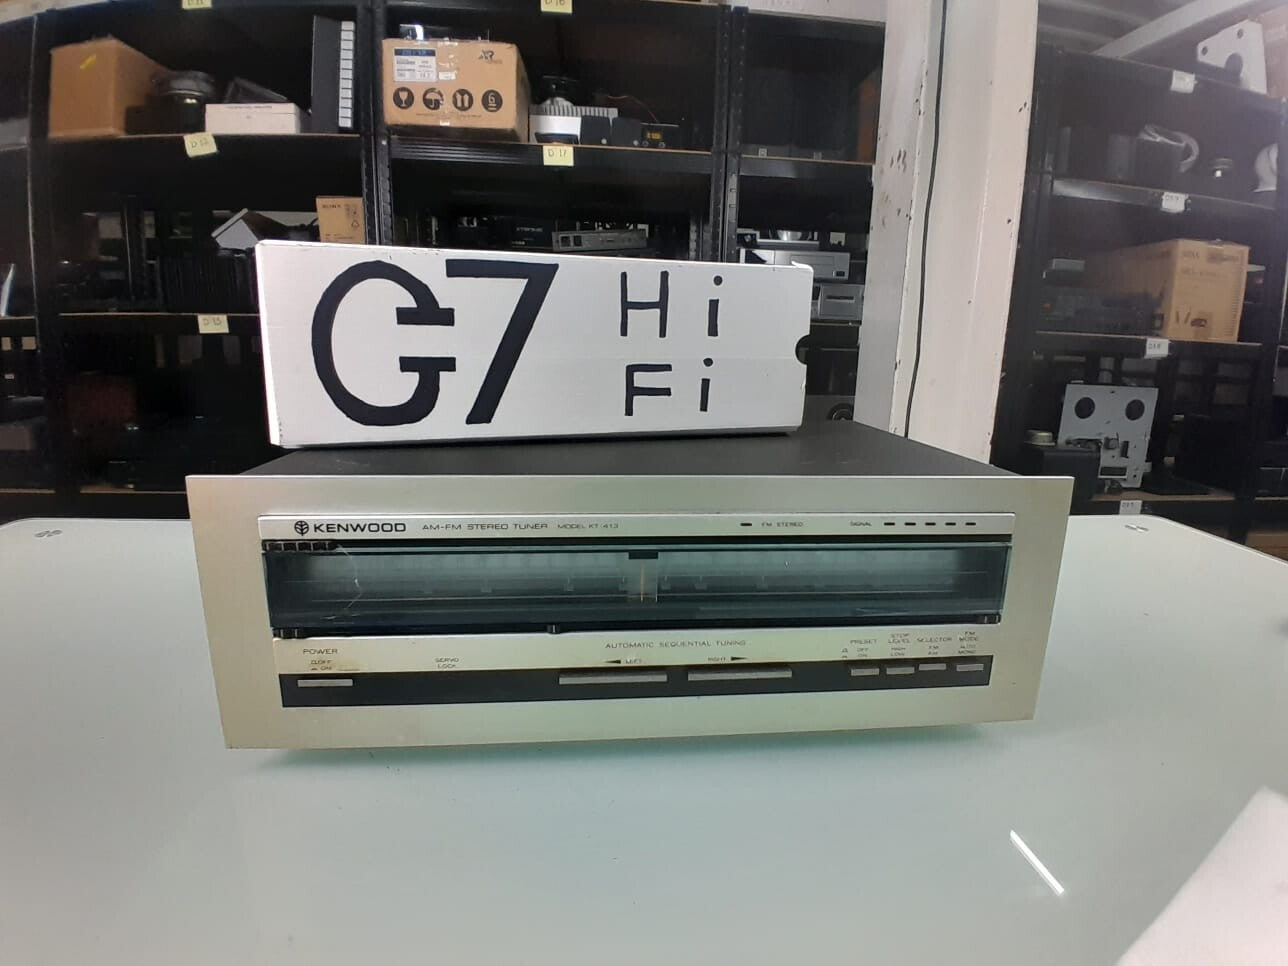 D 17
G7 Hi
Fi
KENWOOD AM-FM STEREO TUNER MODEL KT-413 FM STEREO SIGNAL
POWER
OFF
ON
SERVO
LOCK
AUTOMATIC SEQUENTIAL TUNING
LEFT RIGHT
PRESET
OFF
ON
STOP
LEVEL
HIGH
LOW
SELECTOR
FM
AM
FM
MODE
AUTO
MONO
SONY